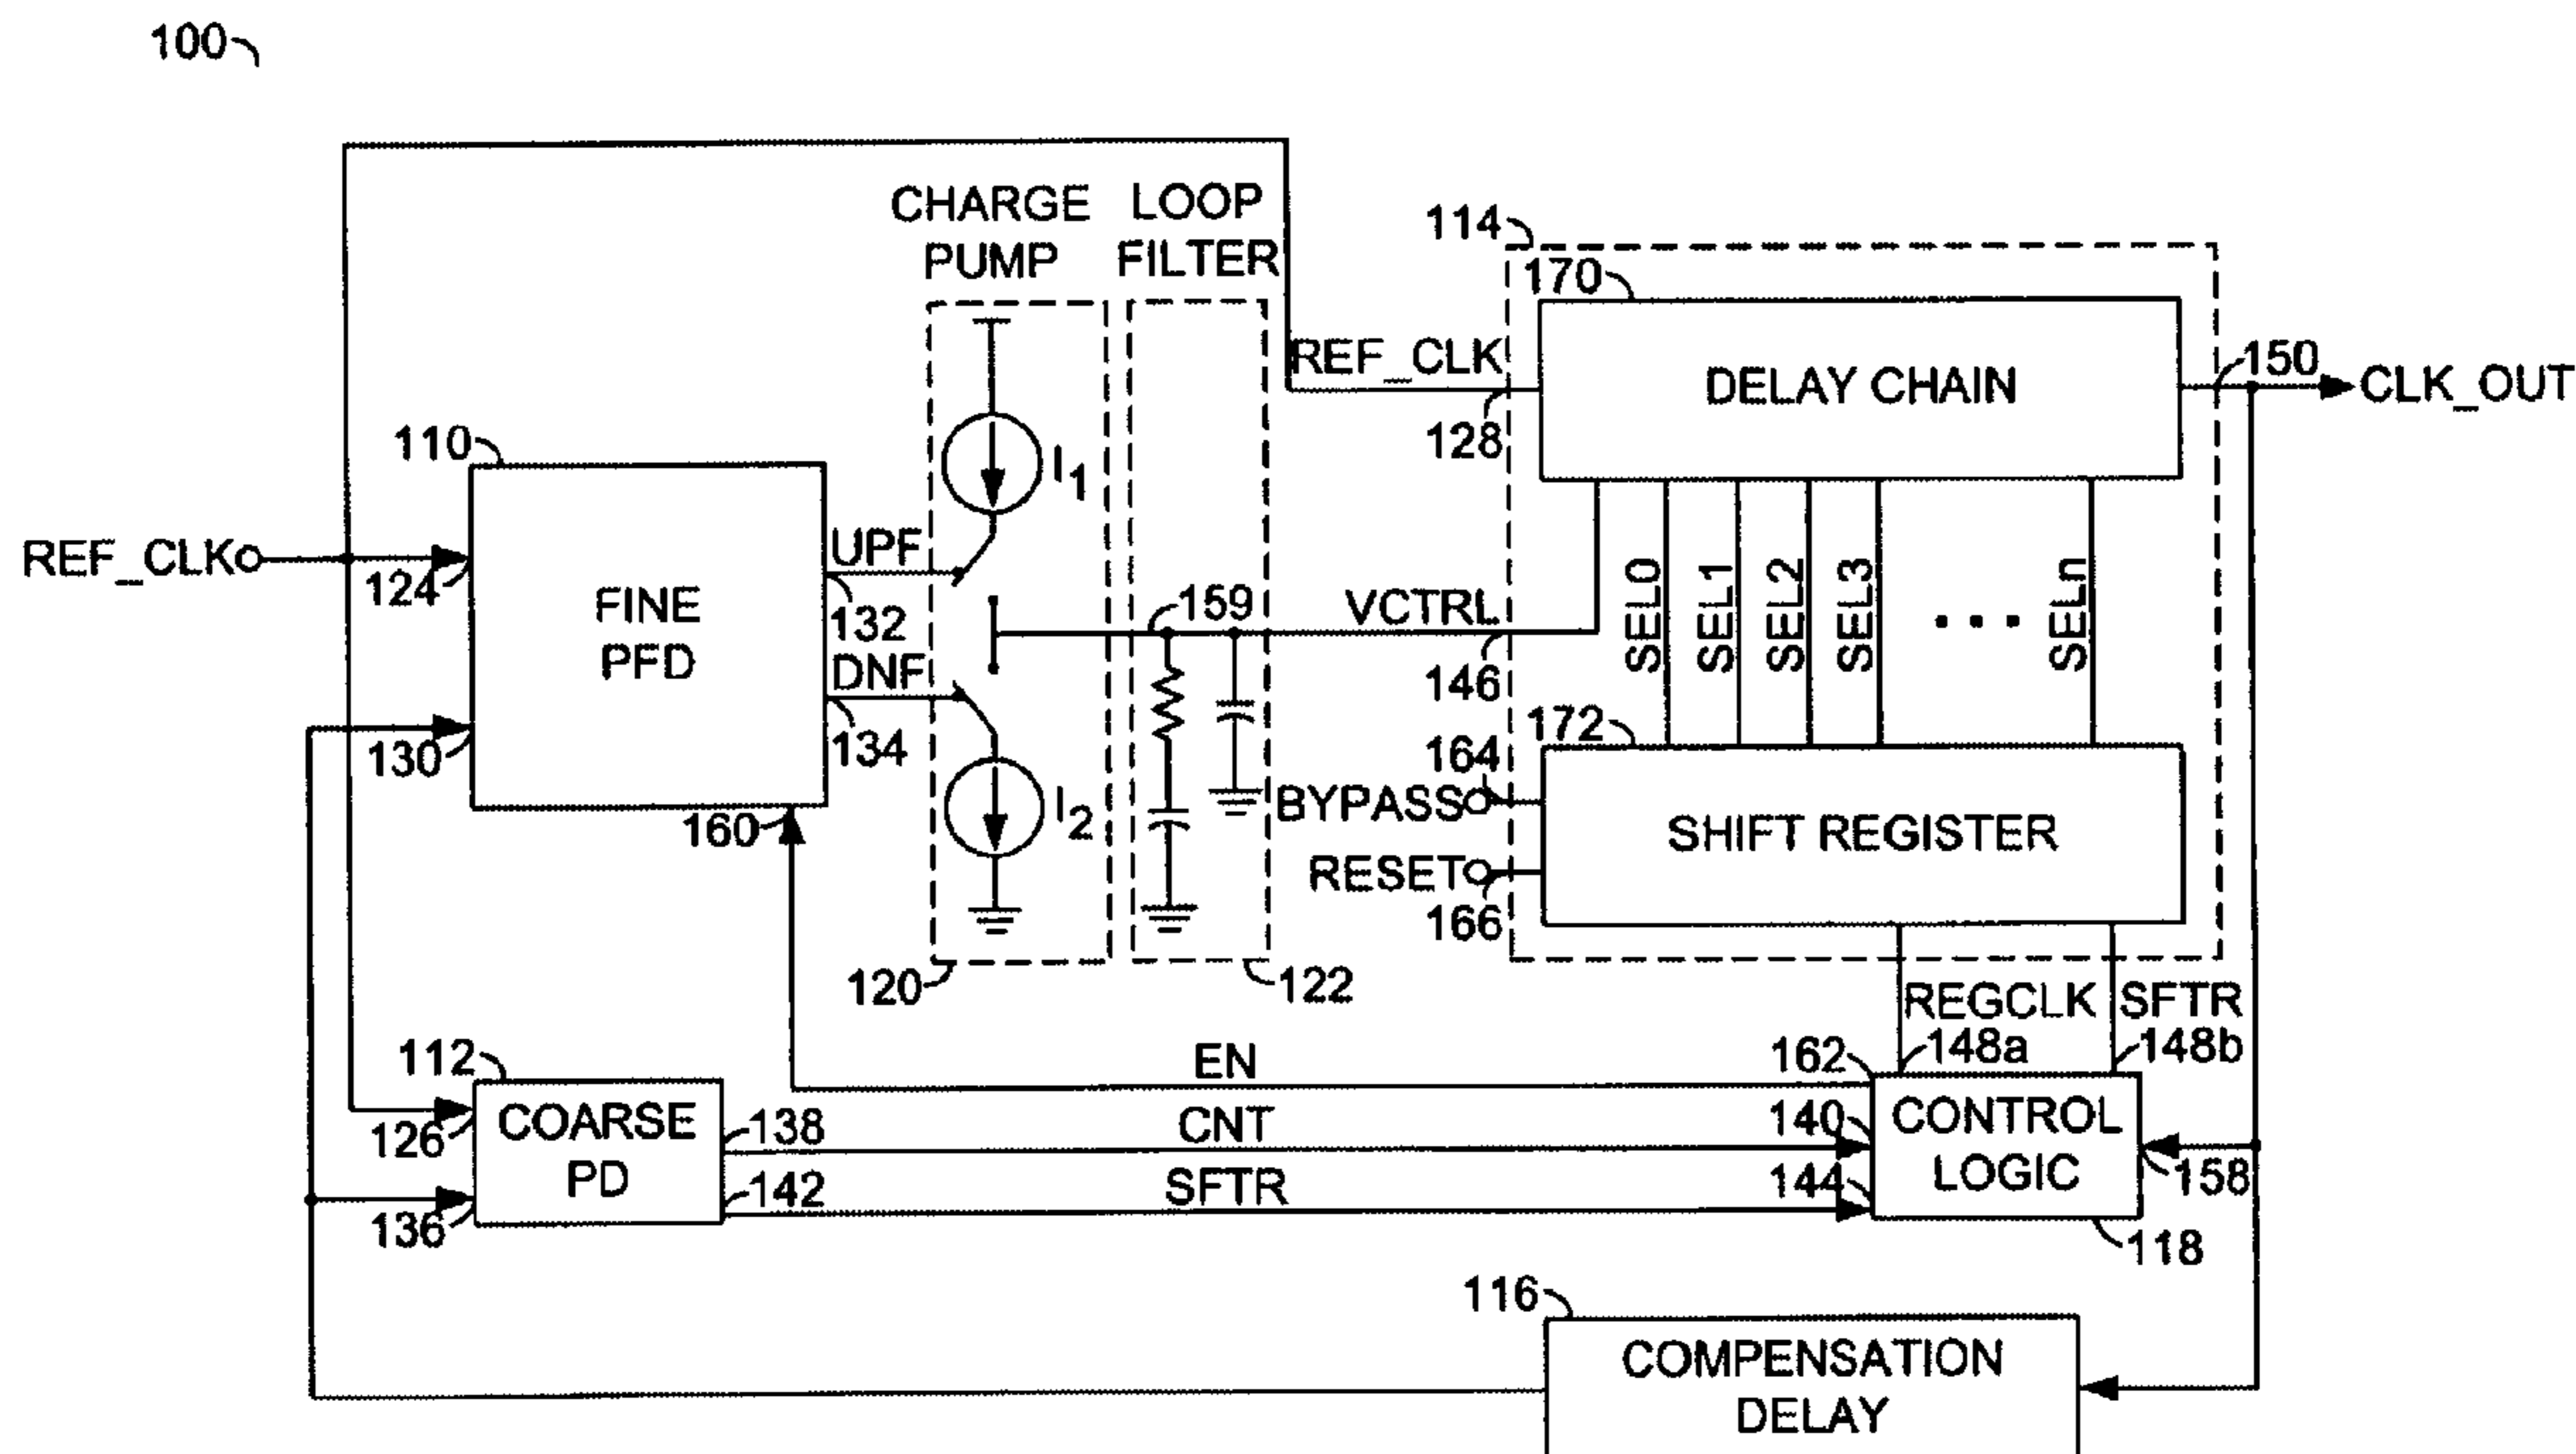 100
CHARGE
PUMP
LOOP
FILTER
114
170
REF_CLK
128
DELAY CHAIN
150
CLK_OUT
110
REF_CLK
124
FINE
PFD
130
UPF
132
DNF
134
160
I1
I2
159
VCTRL
146
SEL0
SEL1
SEL2
SEL3
...
SELn
172
164
BYPASS
RESET
166
SHIFT REGISTER
120
122
REGCLK
SFTR
148a
148b
112
COARSE
PD
126
136
138
142
EN
CNT
SFTR
162
140
144
CONTROL
LOGIC
158
118
116
COMPENSATION
DELAY